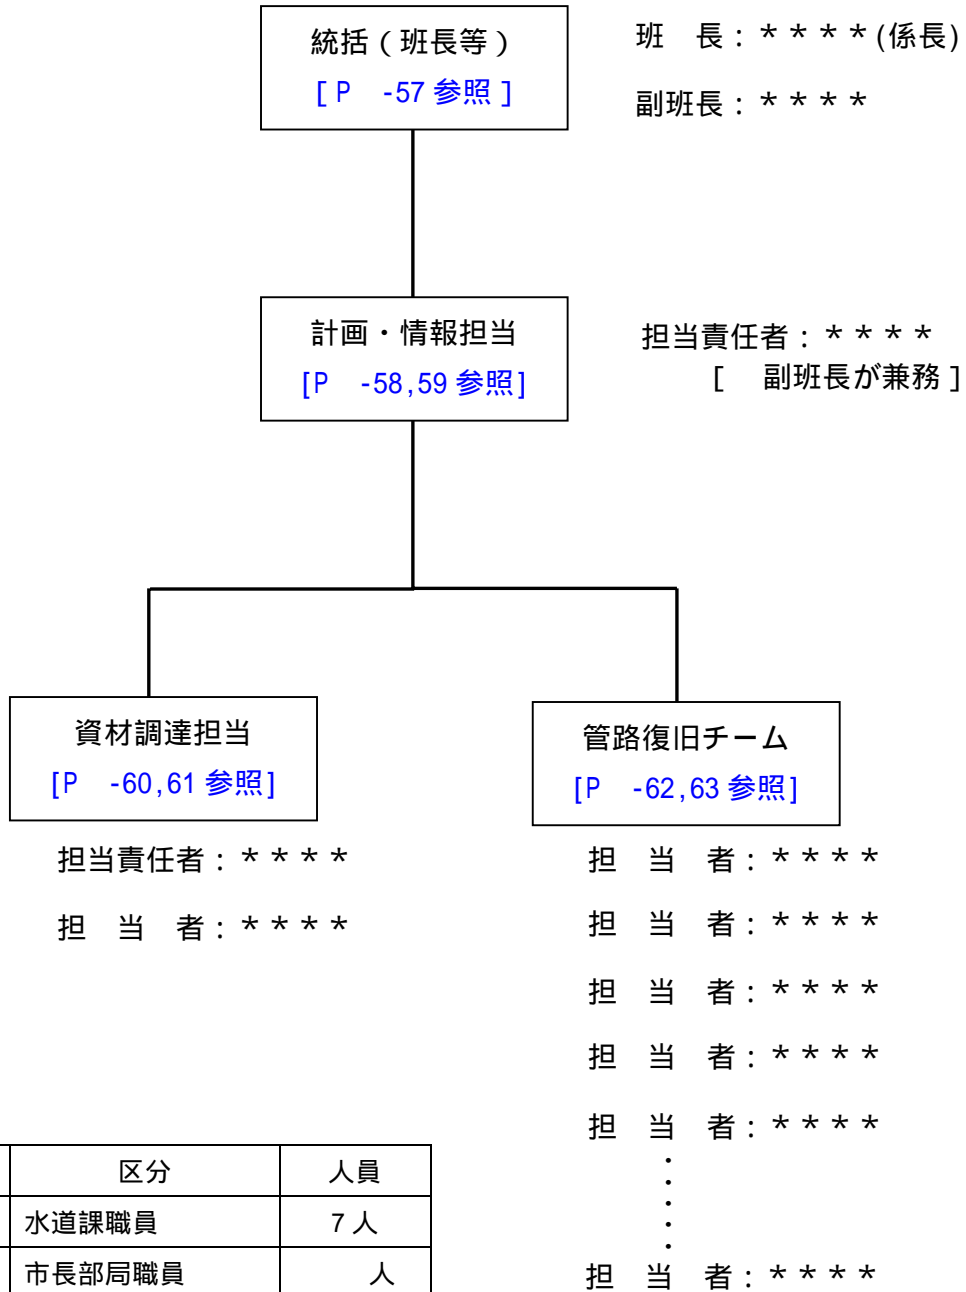 統括（班長等）
[ P　-57 参照 ]
班　長：＊＊＊＊(係長)
副班長：＊＊＊＊
計画・情報担当
[P　-58,59 参照]
担当責任者：＊＊＊＊
[　副班長が兼務 ]
資材調達担当
[P　-60,61 参照]
担当責任者：＊＊＊＊
担　当　者：＊＊＊＊
管路復旧チーム
[P　-62,63 参照]
担　当　者：＊＊＊＊
担　当　者：＊＊＊＊
担　当　者：＊＊＊＊
担　当　者：＊＊＊＊
担　当　者：＊＊＊＊
・
・
・
・
・
担　当　者：＊＊＊＊
区分　人員
水道課職員　7 人
市長部局職員　人